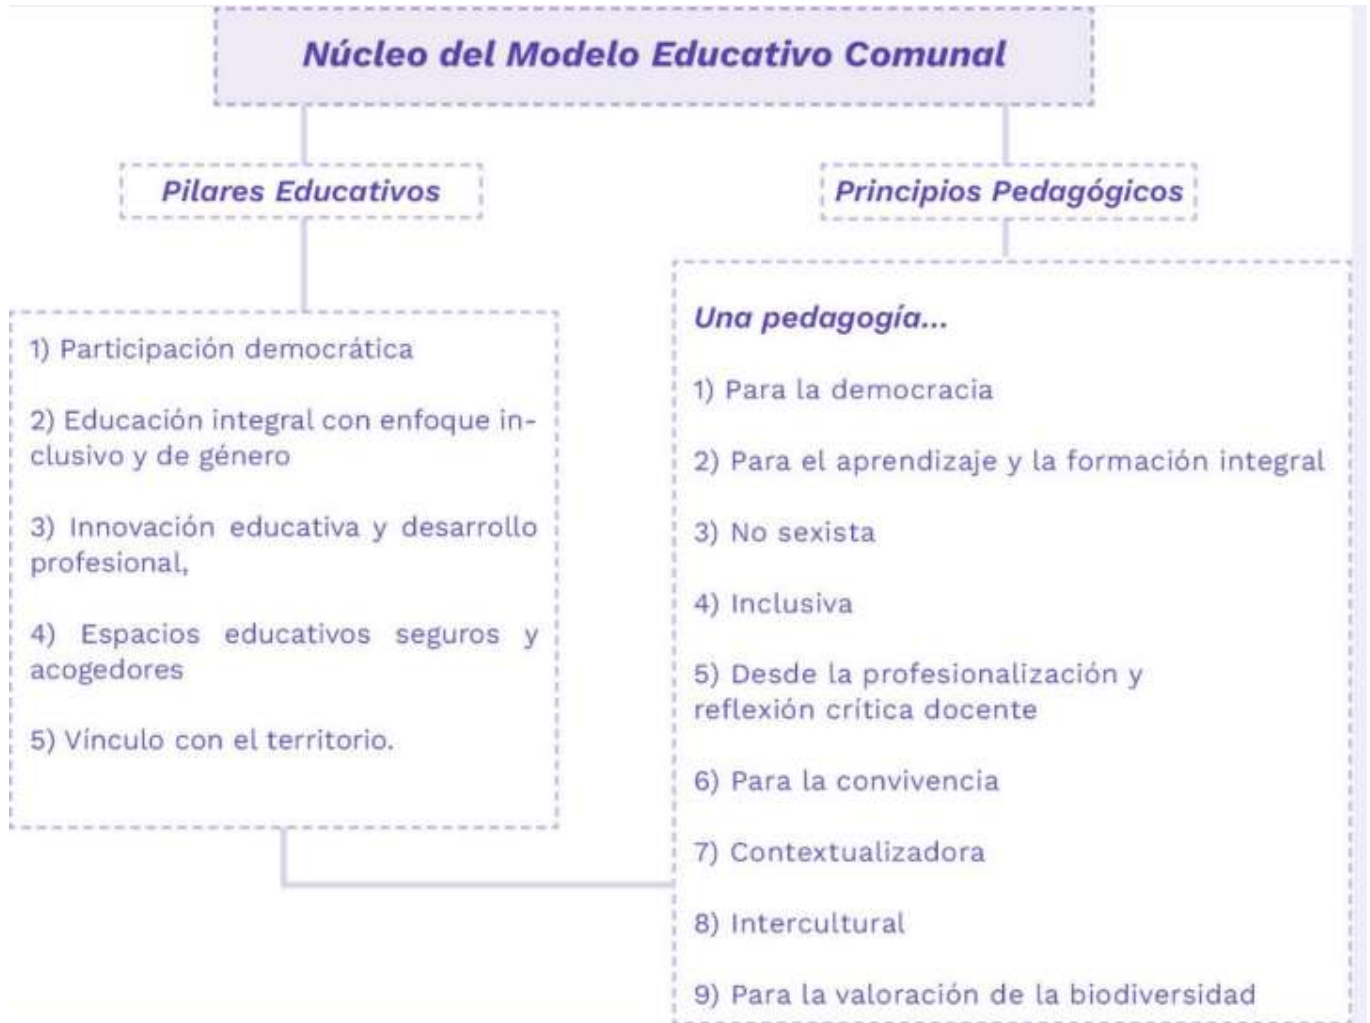 Núcleo del Modelo Educativo Comunal
Pilares Educativos
1) Participación democrática
2) Educación integral con enfoque in-
clusivo y de género
3) Innovación educativa y desarrollo
profesional,
4) Espacios educativos seguros y
acogedores
5) Vínculo con el territorio.
Principios Pedagógicos
Una pedagogía...
1) Para la democracia
2) Para el aprendizaje y la formación integral
3) No sexista
4) Inclusiva
5) Desde la profesionalización y
reflexión crítica docente
6) Para la convivencia
7) Contextualizadora
8) Intercultural
9) Para la valoración de la biodiversidad